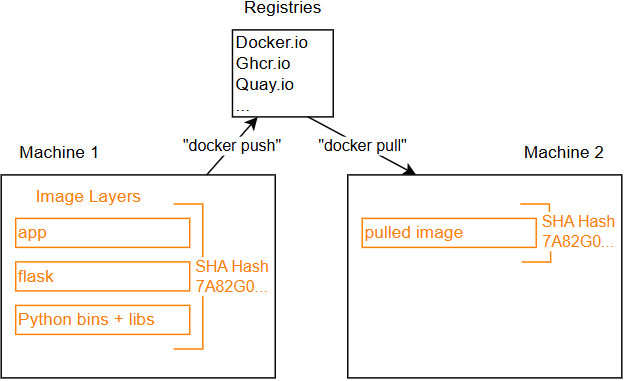 Registries
Docker.io
Ghcr.io
Quay.io
...
"docker push"
"docker pull"
Machine 1
Image Layers
app
flask
Python bins + libs
SHA Hash
7A82G0...
Machine 2
pulled image
SHA Hash
7A82G0...